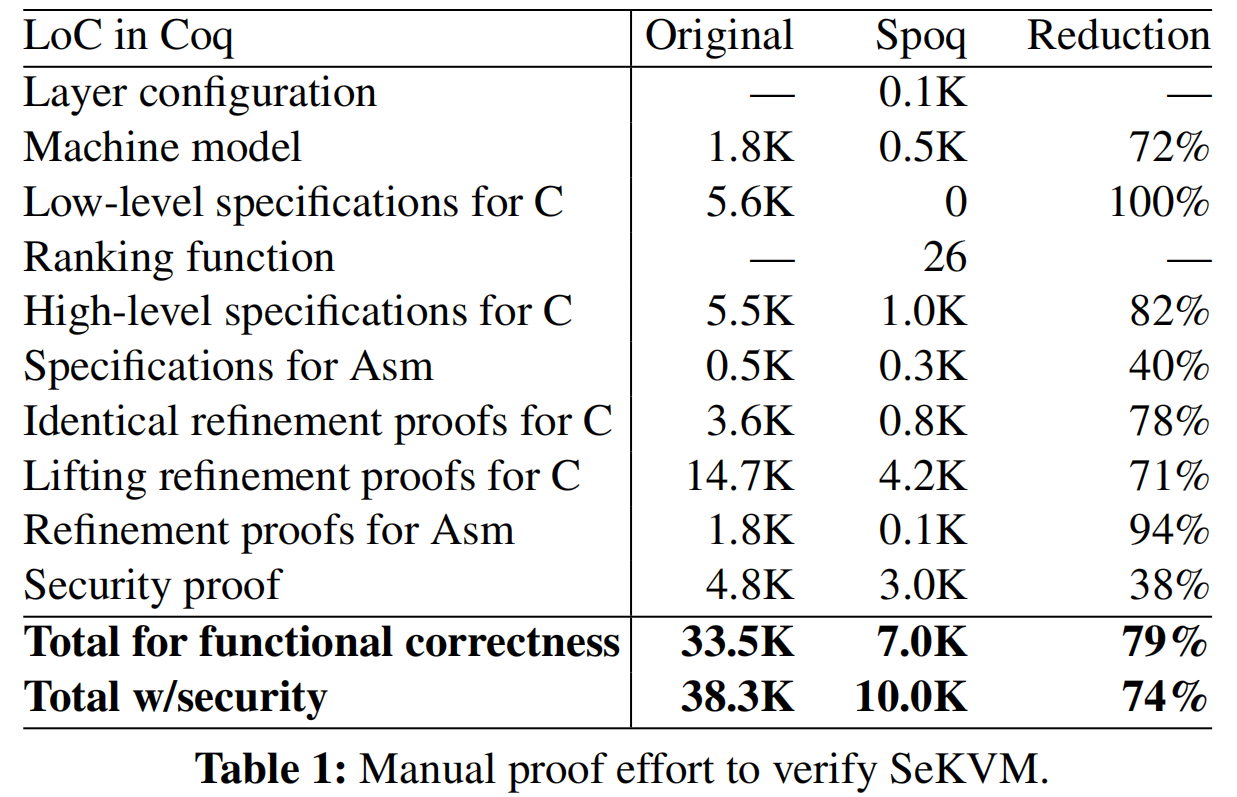 LoC in Coq Original Spoq Reduction
Layer configuration — 0.1K —
Machine model 1.8K 0.5K 72%
Low-level specifications for C 5.6K 0 100%
Ranking function — 26 —
High-level specifications for C 5.5K 1.0K 82%
Specifications for Asm 0.5K 0.3K 40%
Identical refinement proofs for C 3.6K 0.8K 78%
Lifting refinement proofs for C 14.7K 4.2K 71%
Refinement proofs for Asm 1.8K 0.1K 94%
Security proof 4.8K 3.0K 38%
Total for functional correctness 33.5K 7.0K 79%
Total w/security 38.3K 10.0K 74%
Table 1: Manual proof effort to verify SeKVM.